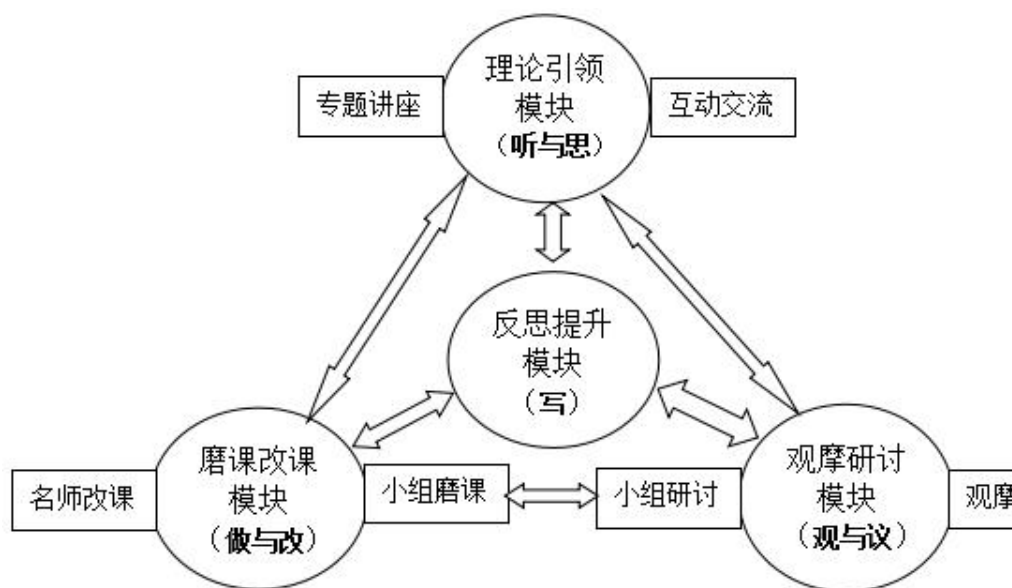 理论引领
模块
（听与思）
专题讲座
互动交流
反思提升
模块
（写）
磨课改课
模块
（做与改）
名师改课
小组磨课
小组研讨
观摩研讨
模块
（观与议）
观摩